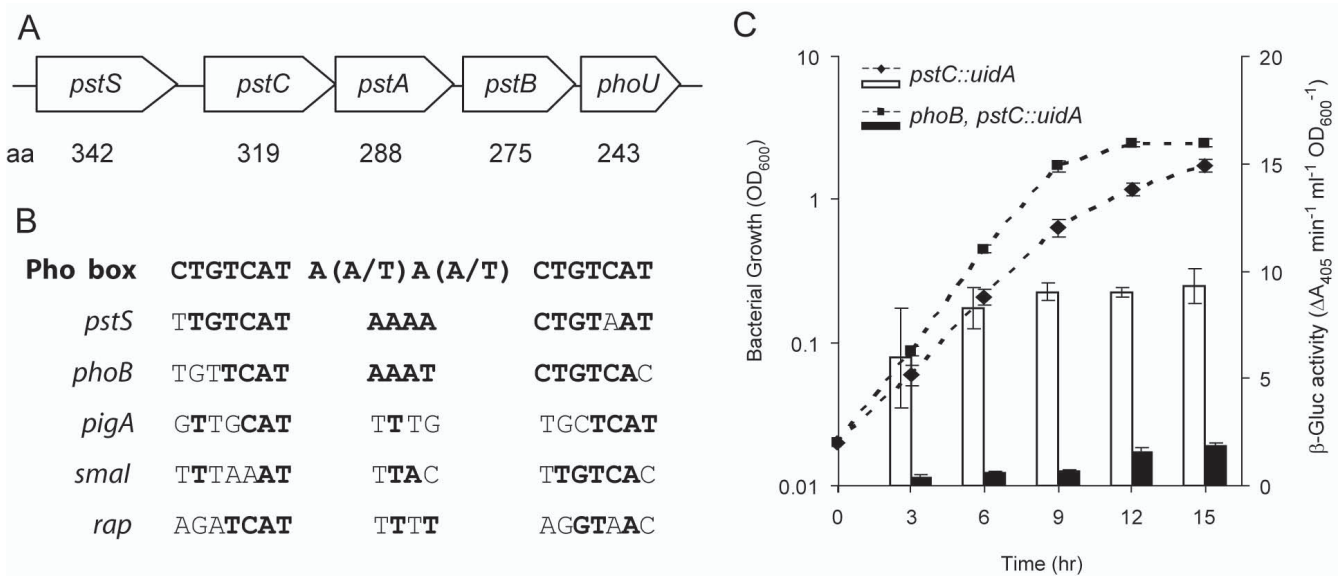 A
pstS pstC pstA pstB phoU
aa 342 319 288 275 243
B
Pho box CTGTCAT A(A/T)A(A/T) CTGTCAT
pstS TTGTCAT AAAA CTGTAAT
phoB TGTTCAT AAAT CTGTCAC
pigA GTTGCAT TTTG TGCTCAT
smaI TTTAAAT TTAC TTGTCAC
rap AGATCAT TTTT AGGTAAC
C
pstC::uidA
phoB, pstC::uidA
Bacterial Growth (OD600)
10
1
0.1
0.01
20
15
10
5
0
β-Gluc activity (ΔA405 min-1 ml-1 OD600-1)
0 3 6 9 12 15
Time (hr)